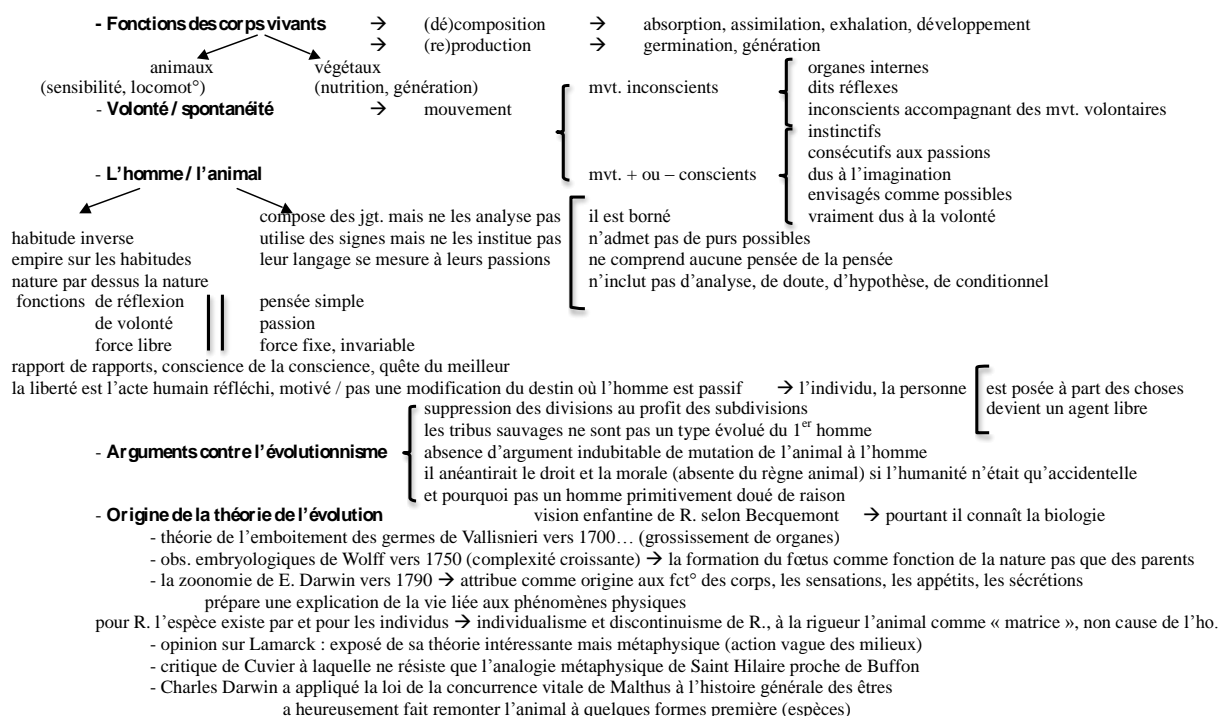 - Fonctions des corps vivants → (dé)composition → absorption, assimilation, exhalation, développement
→ (re)production → germination, génération
animaux végétaux organes internes
(sensibilité, locomot°) (nutrition, génération) mvt. inconscients dits réflexes
- Volonté / spontanéité → mouvement inconscients accompagnant des mvt. volontaires
instinctifs
consécutifs aux passions
- L'homme / l'animal mvt. + ou – conscients dus à l'imagination
envisagés comme possibles
compose des jgt. mais ne les analyse pas il est borné vraiment dus à la volonté
habitude inverse utilise des signes mais ne les institue pas n'admet pas de purs possibles
empire sur les habitudes leur langage se mesure à leurs passions ne comprend aucune pensée de la pensée
nature par dessus la nature n'inclut pas d'analyse, de doute, d'hypothèse, de conditionnel
fonctions de réflexion pensée simple
de volonté passion
force libre force fixe, invariable
rapport de rapports, conscience de la conscience, quête du meilleur
la liberté est l'acte humain réfléchi, motivé / pas une modification du destin où l'homme est passif → l'individu, la personne est posée à part des choses
suppression des divisions au profit des subdivisions devient un agent libre
les tribus sauvages ne sont pas un type évolué du 1er homme
- Arguments contre l'évolutionnisme absence d'argument indubitable de mutation de l'animal à l'homme
il anéantirait le droit et la morale (absente du règne animal) si l'humanité n'était qu'accidentelle
et pourquoi pas un homme primitivement doué de raison
- Origine de la théorie de l'évolution vision enfantine de R. selon Becquemont → pourtant il connaît la biologie
- théorie de l'emboitement des germes de Vallisnieri vers 1700… (grossissement de organes)
- obs. embryologiques de Wolff vers 1750 (complexité croissante) → la formation du fœtus comme fonction de la nature pas que des parents
- la zoonomie de E. Darwin vers 1790 → attribue comme origine aux fct° des corps, les sensations, les appétits, les sécrétions
prépare une explication de la vie liée aux phénomènes physiques
pour R. l'espèce existe par et pour les individus → individualisme et discontinuisme de R., à la rigueur l'animal comme « matrice », non cause de l'ho.
- opinion sur Lamarck : exposé de sa théorie intéressante mais métaphysique (action vague des milieux)
- critique de Cuvier à laquelle ne résiste que l'analogie métaphysique de Saint Hilaire proche de Buffon
- Charles Darwin a appliqué la loi de la concurrence vitale de Malthus à l'histoire générale des êtres
a heureusement fait remonter l'animal à quelques formes première (espèces)